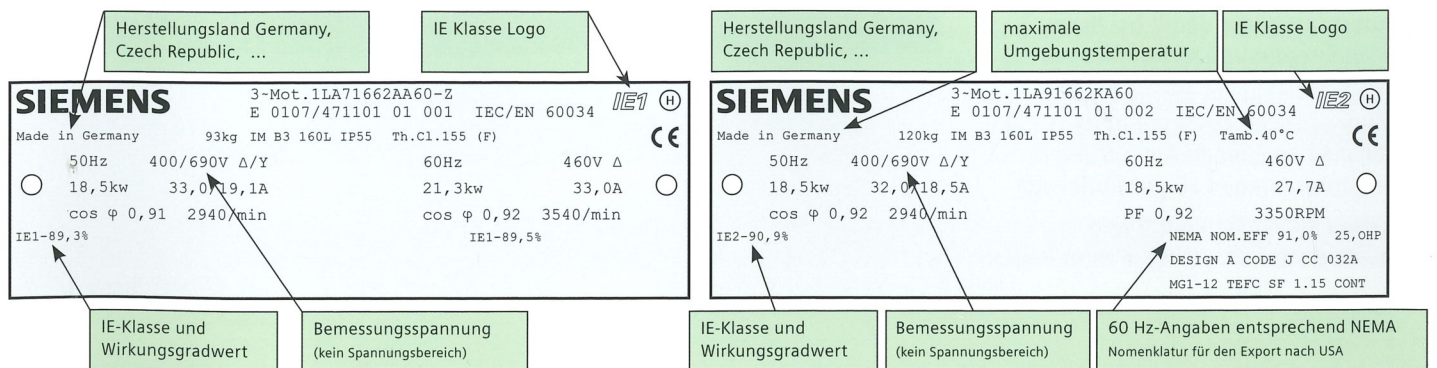 Herstellungsland Germany,
Czech Republic, ...
IE Klasse Logo
SIEMENS
3~Mot.1LA71662AA60-Z
E 0107/471101 01 001 IEC/EN 60034
IE1 H
Made in Germany 93kg IM B3 160L IP55 Th.Cl.155 (F)
CE
50Hz 400/690V Δ/Y 60Hz 460V Δ
18,5kw 33,0/19,1A 21,3kw 33,0A
cos φ 0,91 2940/min cos φ 0,92 3540/min
IE1-89,3% IE1-89,5%
IE-Klasse und
Wirkungsgradwert
Bemessungsspannung
(kein Spannungsbereich)
Herstellungsland Germany,
Czech Republic, ...
maximale
Umgebungstemperatur
IE Klasse Logo
SIEMENS
3~Mot.1LA91662KA60
E 0107/471101 01 002 IEC/EN 60034
IE2 H
Made in Germany 120kg IM B3 160L IP55 Th.Cl.155 (F) Tamb.40°C
CE
50Hz 400/690V Δ/Y 60Hz 460V Δ
18,5kw 32,0/18,5A 18,5kw 27,7A
cos φ 0,92 2940/min PF 0,92 3350RPM
IE2-90,9% NEMA NOM.EFF 91,0% 25,0HP
DESIGN A CODE J CC 032A
MG1-12 TEFC SF 1.15 CONT
IE-Klasse und
Wirkungsgradwert
Bemessungsspannung
(kein Spannungsbereich)
60 Hz-Angaben entsprechend NEMA
Nomenklatur für den Export nach USA